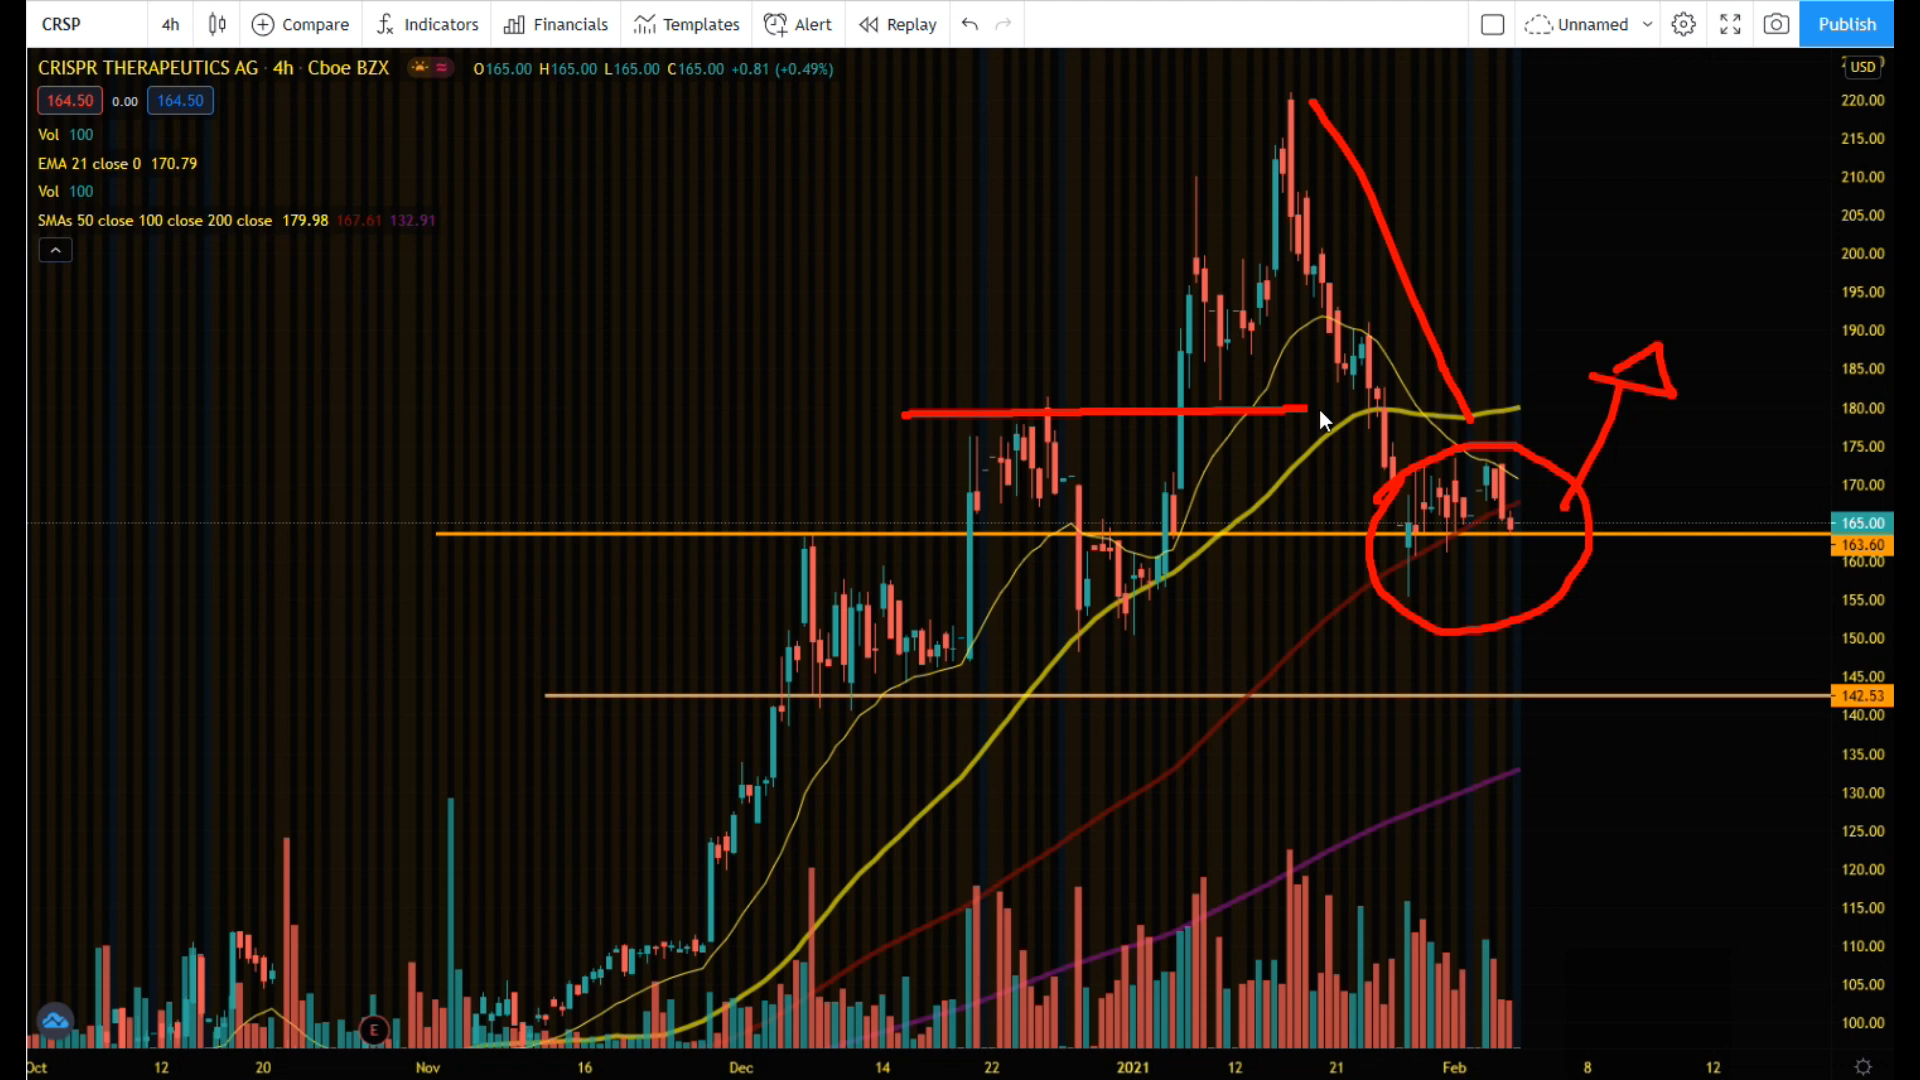 CRSP 4h Compare Indicators Financials Templates Alert Replay Unnamed Publish
CRISPR THERAPEUTICS AG · 4h · Cboe BZX O165.00 H165.00 L165.00 C165.00 +0.81 (+0.49%)
USD
164.50 0.00 164.50
Vol 100
EMA 21 close 0 170.79
Vol 100
SMAs 50 close 100 close 200 close 179.98 167.61 132.91
220.00
215.00
210.00
205.00
200.00
195.00
190.00
185.00
180.00
175.00
170.00
165.00
163.60
160.00
155.00
150.00
145.00
142.53
140.00
135.00
130.00
125.00
120.00
115.00
110.00
105.00
100.00
E
Oct 12 20 Nov 16 Dec 14 22 2021 12 21 Feb 8 12